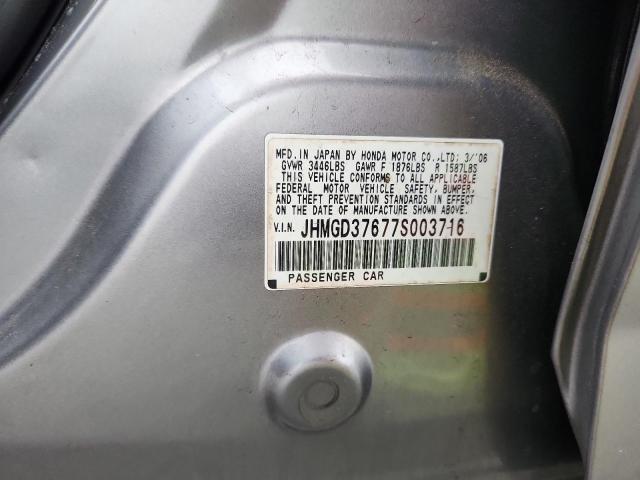 MFD. IN JAPAN BY HONDA MOTOR CO.,LTD; 3/'06
GVWR 3446LBS GAWR F 1876LBS R 1587LBS
THIS VEHICLE CONFORMS TO ALL APPLICABLE
FEDERAL MOTOR VEHICLE SAFETY, BUMPER,
AND THEFT PREVENTION STANDARDS IN EFFECT
ON THE DATE OF MANUFACTURE SHOWN ABOVE.
V.I.N. JHMGD37677S003716
PASSENGER CAR